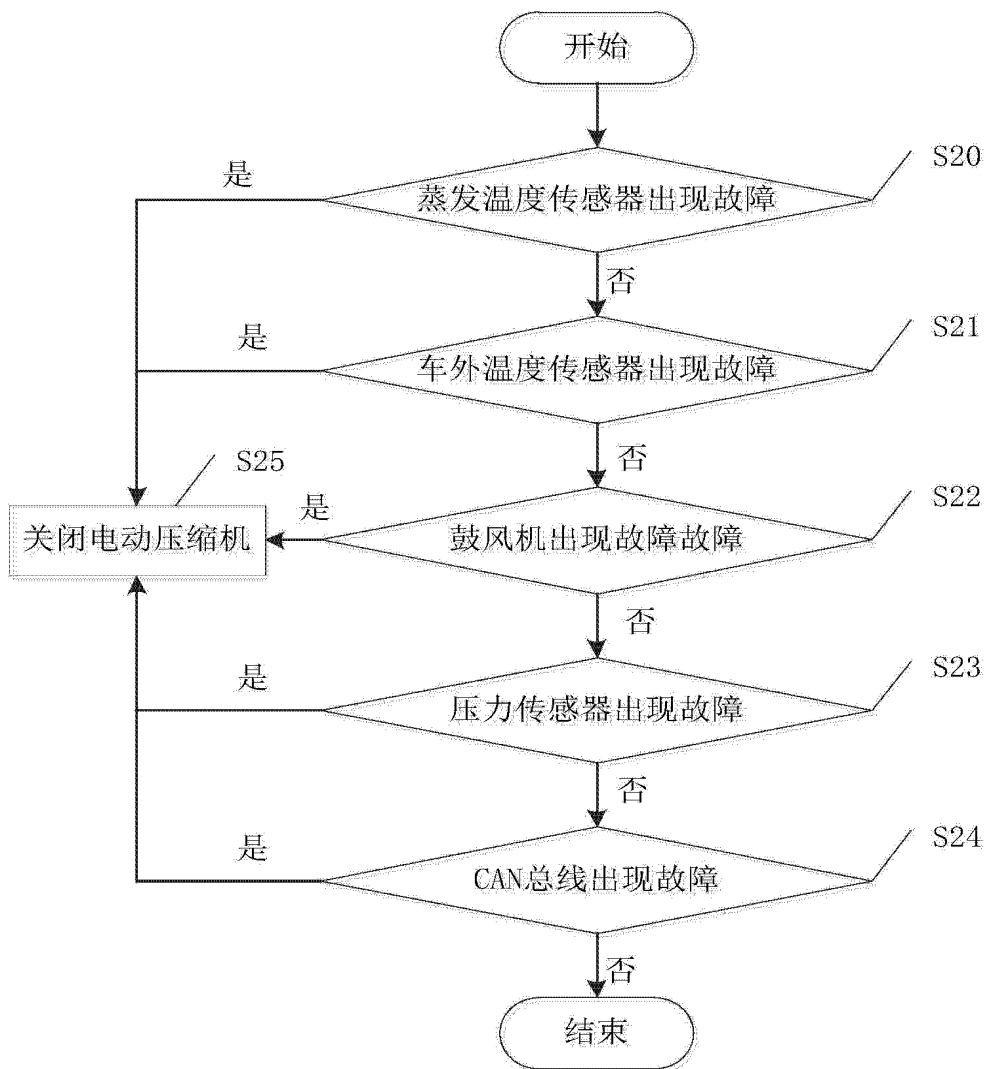 开始
S20
是
蒸发温度传感器出现故障
否
S21
是
车外温度传感器出现故障
否
S25
S22
是
关闭电动压缩机
鼓风机出现故障故障
否
S23
是
压力传感器出现故障
否
S24
是
CAN总线出现故障
否
结束